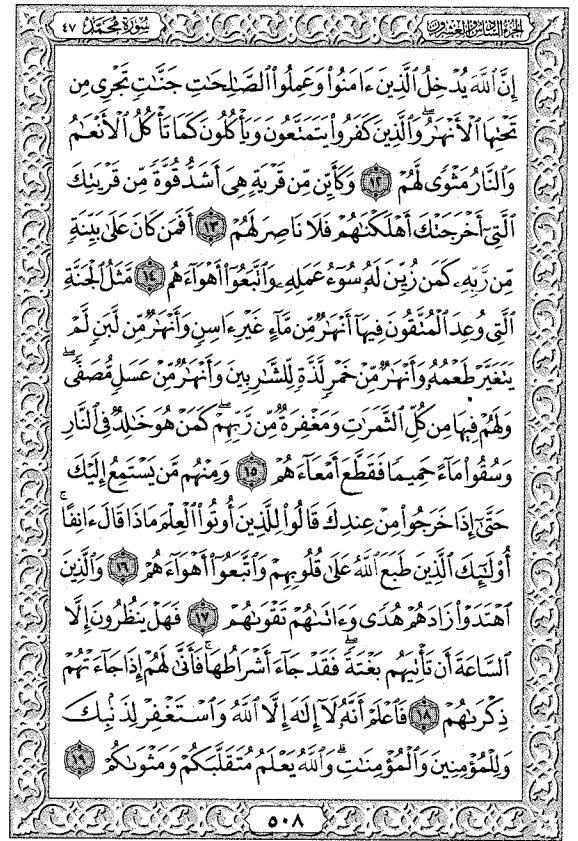 الجزء السادس والعشرون
سورة محمد ٤٧
إِنَّ ٱللَّهَ يُدْخِلُ ٱلَّذِينَ ءَامَنُوا۟ وَعَمِلُوا۟ ٱلصَّٰلِحَٰتِ جَنَّٰتٍ تَجْرِى مِن
تَحْتِهَا ٱلْأَنْهَٰرُ ۖ وَٱلَّذِينَ كَفَرُوا۟ يَتَمَتَّعُونَ وَيَأْكُلُونَ كَمَا تَأْكُلُ ٱلْأَنْعَٰمُ
وَٱلنَّارُ مَثْوًى لَّهُمْ ١٢ وَكَأَيِّن مِّن قَرْيَةٍ هِىَ أَشَدُّ قُوَّةً مِّن قَرْيَتِكَ
ٱلَّتِىٓ أَخْرَجَتْكَ أَهْلَكْنَٰهُمْ فَلَا نَاصِرَ لَهُمْ ١٣ أَفَمَن كَانَ عَلَىٰ بَيِّنَةٍ
مِّن رَّبِّهِۦ كَمَن زُيِّنَ لَهُۥ سُوٓءُ عَمَلِهِۦ وَٱتَّبَعُوٓا۟ أَهْوَآءَهُم ١٤ مَّثَلُ ٱلْجَنَّةِ
ٱلَّتِى وُعِدَ ٱلْمُتَّقُونَ فِيهَآ أَنْهَٰرٌ مِّن مَّآءٍ غَيْرِ ءَاسِنٍ وَأَنْهَٰرٌ مِّن لَّبَنٍ لَّمْ
يَتَغَيَّرْ طَعْمُهُۥ وَأَنْهَٰرٌ مِّنْ خَمْرٍ لَّذَّةٍ لِّلشَّٰرِبِينَ وَأَنْهَٰرٌ مِّنْ عَسَلٍ مُّصَفًّى ۖ
وَلَهُمْ فِيهَا مِن كُلِّ ٱلثَّمَرَٰتِ وَمَغْفِرَةٌ مِّن رَّبِّهِمْ ۖ كَمَنْ هُوَ خَٰلِدٌ فِى ٱلنَّارِ
وَسُقُوا۟ مَآءً حَمِيمًا فَقَطَّعَ أَمْعَآءَهُمْ ١٥ وَمِنْهُم مَّن يَسْتَمِعُ إِلَيْكَ
حَتَّىٰٓ إِذَا خَرَجُوا۟ مِنْ عِندِكَ قَالُوا۟ لِلَّذِينَ أُوتُوا۟ ٱلْعِلْمَ مَاذَا قَالَ ءَانِفًا ۚ
أُو۟لَٰٓئِكَ ٱلَّذِينَ طَبَعَ ٱللَّهُ عَلَىٰ قُلُوبِهِمْ وَٱتَّبَعُوٓا۟ أَهْوَآءَهُمْ ١٦ وَٱلَّذِينَ
ٱهْتَدَوْا۟ زَادَهُمْ هُدًى وَءَاتَىٰهُمْ تَقْوَىٰهُمْ ١٧ فَهَلْ يَنظُرُونَ إِلَّا
ٱلسَّاعَةَ أَن تَأْتِيَهُم بَغْتَةً ۖ فَقَدْ جَآءَ أَشْرَاطُهَا ۚ فَأَنَّىٰ لَهُمْ إِذَا جَآءَتْهُمْ
ذِكْرَىٰهُمْ ١٨ فَٱعْلَمْ أَنَّهُۥ لَآ إِلَٰهَ إِلَّا ٱللَّهُ وَٱسْتَغْفِرْ لِذَنۢبِكَ
وَلِلْمُؤْمِنِينَ وَٱلْمُؤْمِنَٰتِ ۗ وَٱللَّهُ يَعْلَمُ مُتَقَلَّبَكُمْ وَمَثْوَىٰكُمْ ١٩
٥٠٨